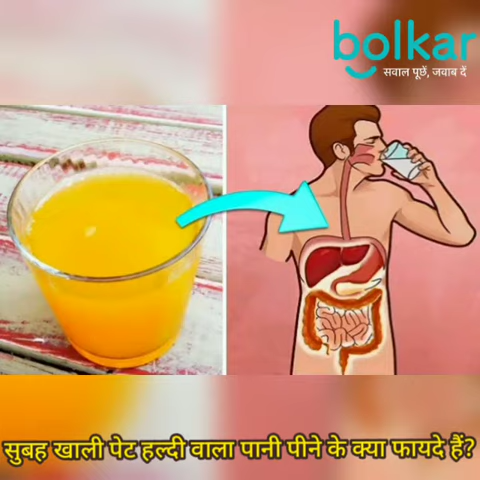 bolkar
सवाल पूछें, जवाब दें
सुबह खाली पेट हल्दी वाला पानी पीने के क्या फायदे हैं?